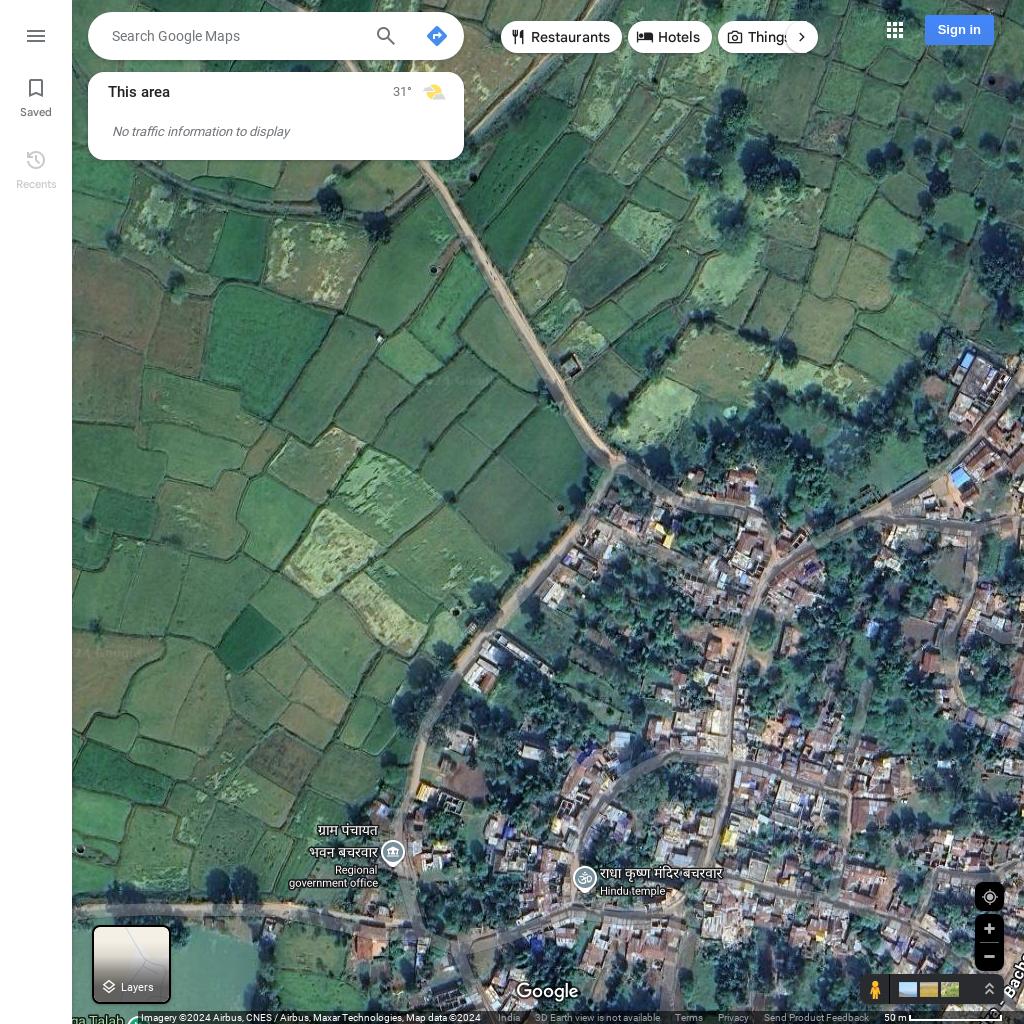 Search Google Maps
Restaurants
Hotels
Things
Sign in
Saved
This area
31°
No traffic information to display
Recents
ग्राम पंचायत
भवन बचरवार
Regional
government office
राधा कृष्ण मंदिर बचरवार
Hindu temple
Layers
Google
ga Talab
Imagery ©2024 Airbus, CNES / Airbus, Maxar Technologies, Map data ©2024
India
3D Earth view is not available
Terms
Privacy
Send Product Feedback
50 m